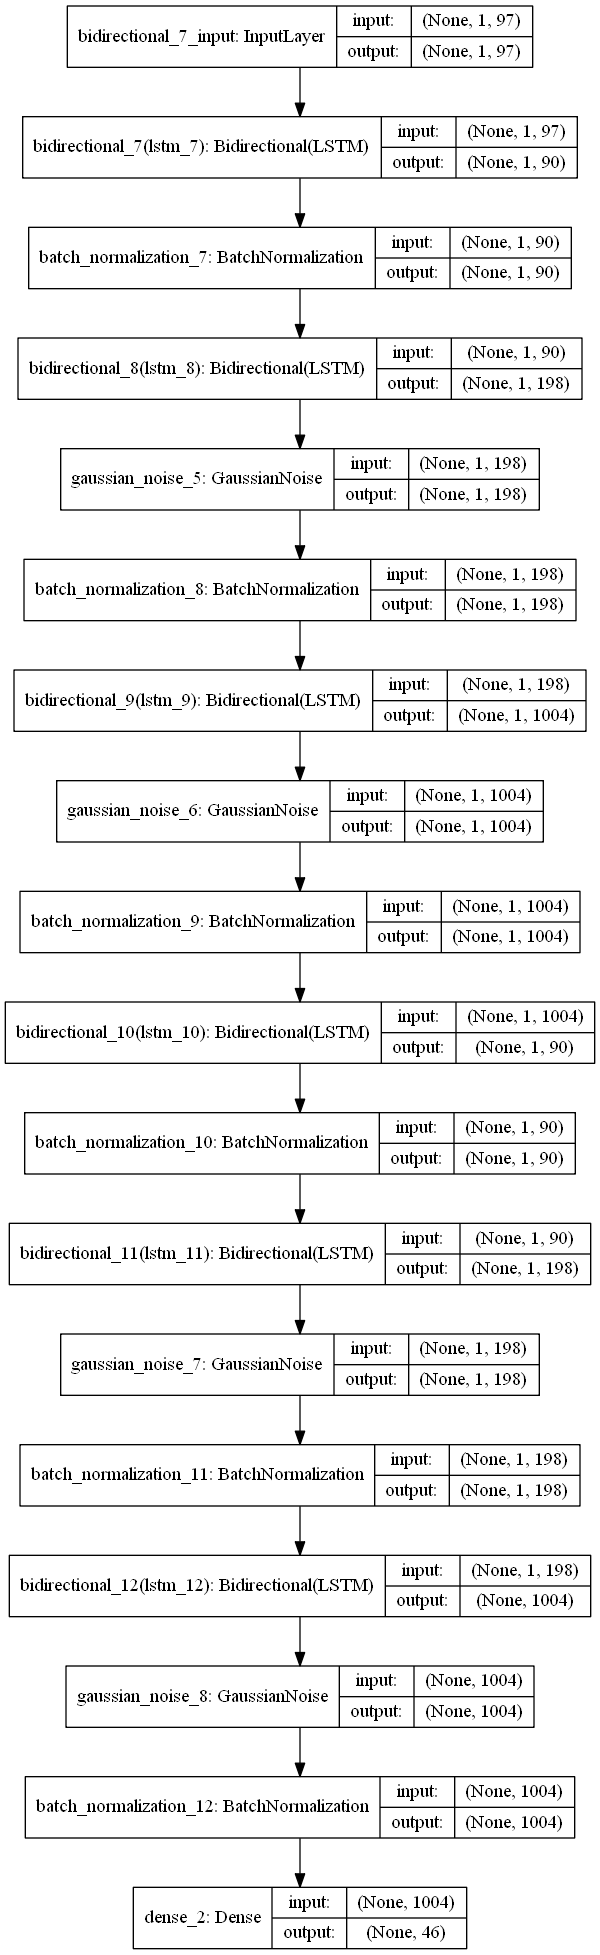 bidirectional_7_input: InputLayer
input: (None, 1, 97)
output: (None, 1, 97)
bidirectional_7(lstm_7): Bidirectional(LSTM)
input: (None, 1, 97)
output: (None, 1, 90)
batch_normalization_7: BatchNormalization
input: (None, 1, 90)
output: (None, 1, 90)
bidirectional_8(lstm_8): Bidirectional(LSTM)
input: (None, 1, 90)
output: (None, 1, 198)
gaussian_noise_5: GaussianNoise
input: (None, 1, 198)
output: (None, 1, 198)
batch_normalization_8: BatchNormalization
input: (None, 1, 198)
output: (None, 1, 198)
bidirectional_9(lstm_9): Bidirectional(LSTM)
input: (None, 1, 198)
output: (None, 1, 1004)
gaussian_noise_6: GaussianNoise
input: (None, 1, 1004)
output: (None, 1, 1004)
batch_normalization_9: BatchNormalization
input: (None, 1, 1004)
output: (None, 1, 1004)
bidirectional_10(lstm_10): Bidirectional(LSTM)
input: (None, 1, 1004)
output: (None, 1, 90)
batch_normalization_10: BatchNormalization
input: (None, 1, 90)
output: (None, 1, 90)
bidirectional_11(lstm_11): Bidirectional(LSTM)
input: (None, 1, 90)
output: (None, 1, 198)
gaussian_noise_7: GaussianNoise
input: (None, 1, 198)
output: (None, 1, 198)
batch_normalization_11: BatchNormalization
input: (None, 1, 198)
output: (None, 1, 198)
bidirectional_12(lstm_12): Bidirectional(LSTM)
input: (None, 1, 198)
output: (None, 1004)
gaussian_noise_8: GaussianNoise
input: (None, 1004)
output: (None, 1004)
batch_normalization_12: BatchNormalization
input: (None, 1004)
output: (None, 1004)
dense_2: Dense
input: (None, 1004)
output: (None, 46)